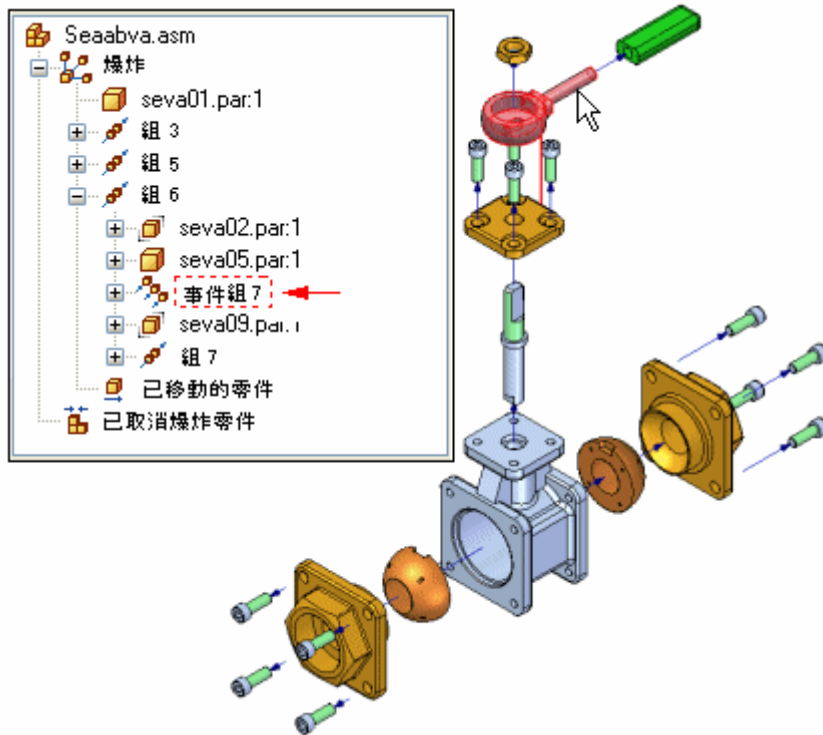 Seaabva.asm
爆炸
seva01.par:1
組 3
組 5
組 6
seva02.par:1
seva05.par:1
事件組 7
seva09.par:1
組 7
已移動的零件
已取消爆炸零件